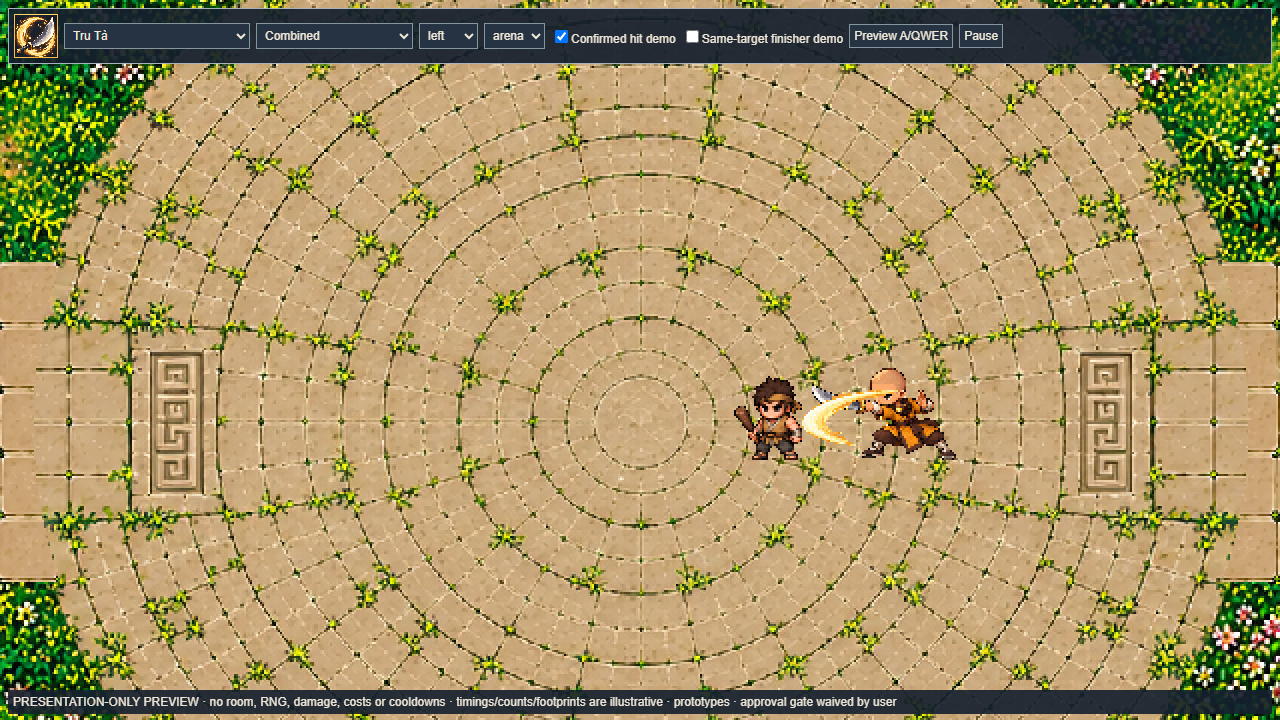 Tru Tà Combined left arena Confirmed hit demo Same-target finisher demo Preview A/QWER Pause
PRESENTATION-ONLY PREVIEW · no room, RNG, damage, costs or cooldowns · timings/counts/footprints are illustrative · prototypes · approval gate waived by user